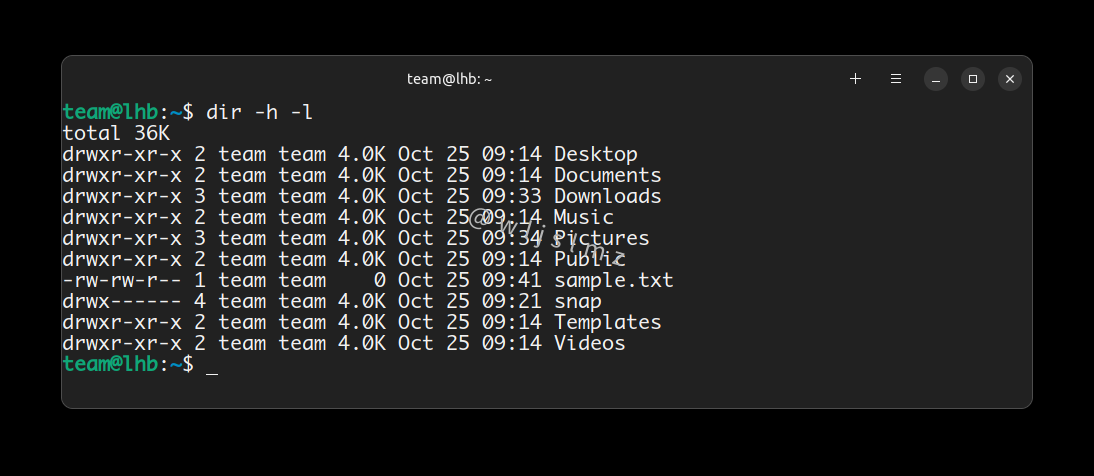 team@lhb: ~
team@lhb:~$ dir -h -l
total 36K
drwxr-xr-x 2 team team 4.0K Oct 25 09:14 Desktop
drwxr-xr-x 2 team team 4.0K Oct 25 09:14 Documents
drwxr-xr-x 3 team team 4.0K Oct 25 09:33 Downloads
drwxr-xr-x 2 team team 4.0K Oct 25 09:14 Music
drwxr-xr-x 3 team team 4.0K Oct 25 09:34 Pictures
drwxr-xr-x 2 team team 4.0K Oct 25 09:14 Public
-rw-rw-r-- 1 team team    0 Oct 25 09:41 sample.txt
drwx------ 4 team team 4.0K Oct 25 09:21 snap
drwxr-xr-x 2 team team 4.0K Oct 25 09:14 Templates
drwxr-xr-x 2 team team 4.0K Oct 25 09:14 Videos
team@lhb:~$ _